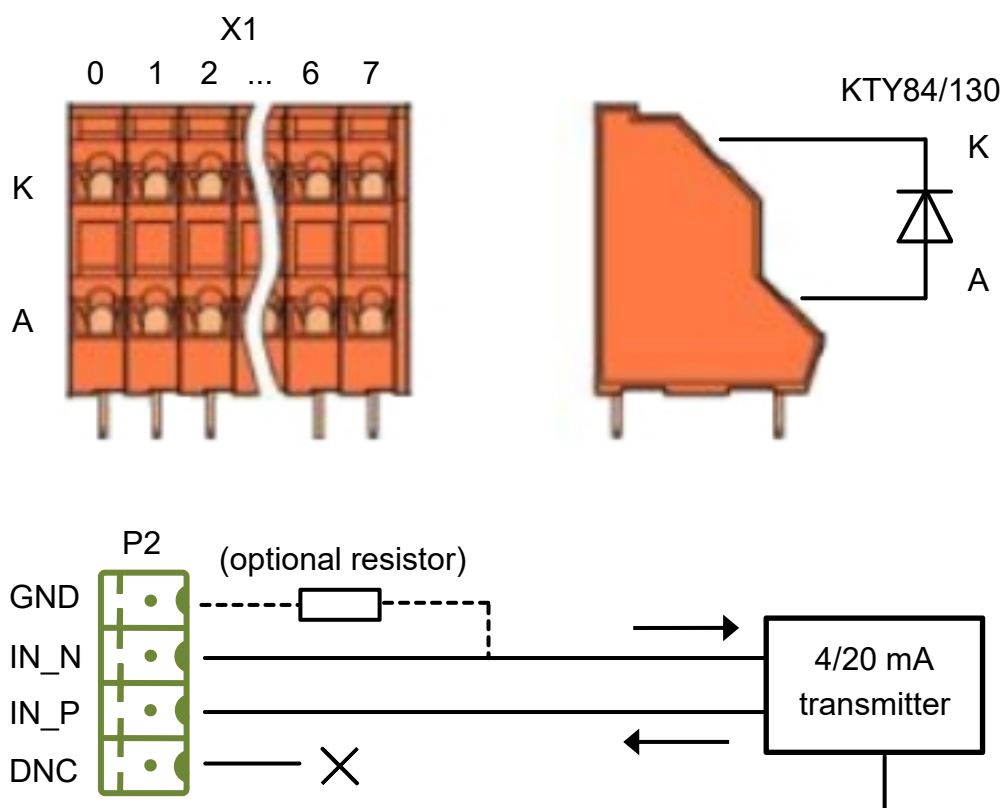 X1
0 1 2 ... 6 7
K
A
KTY84/130
K
A
P2
(optional resistor)
GND
IN_N
IN_P
DNC
4/20 mA
transmitter